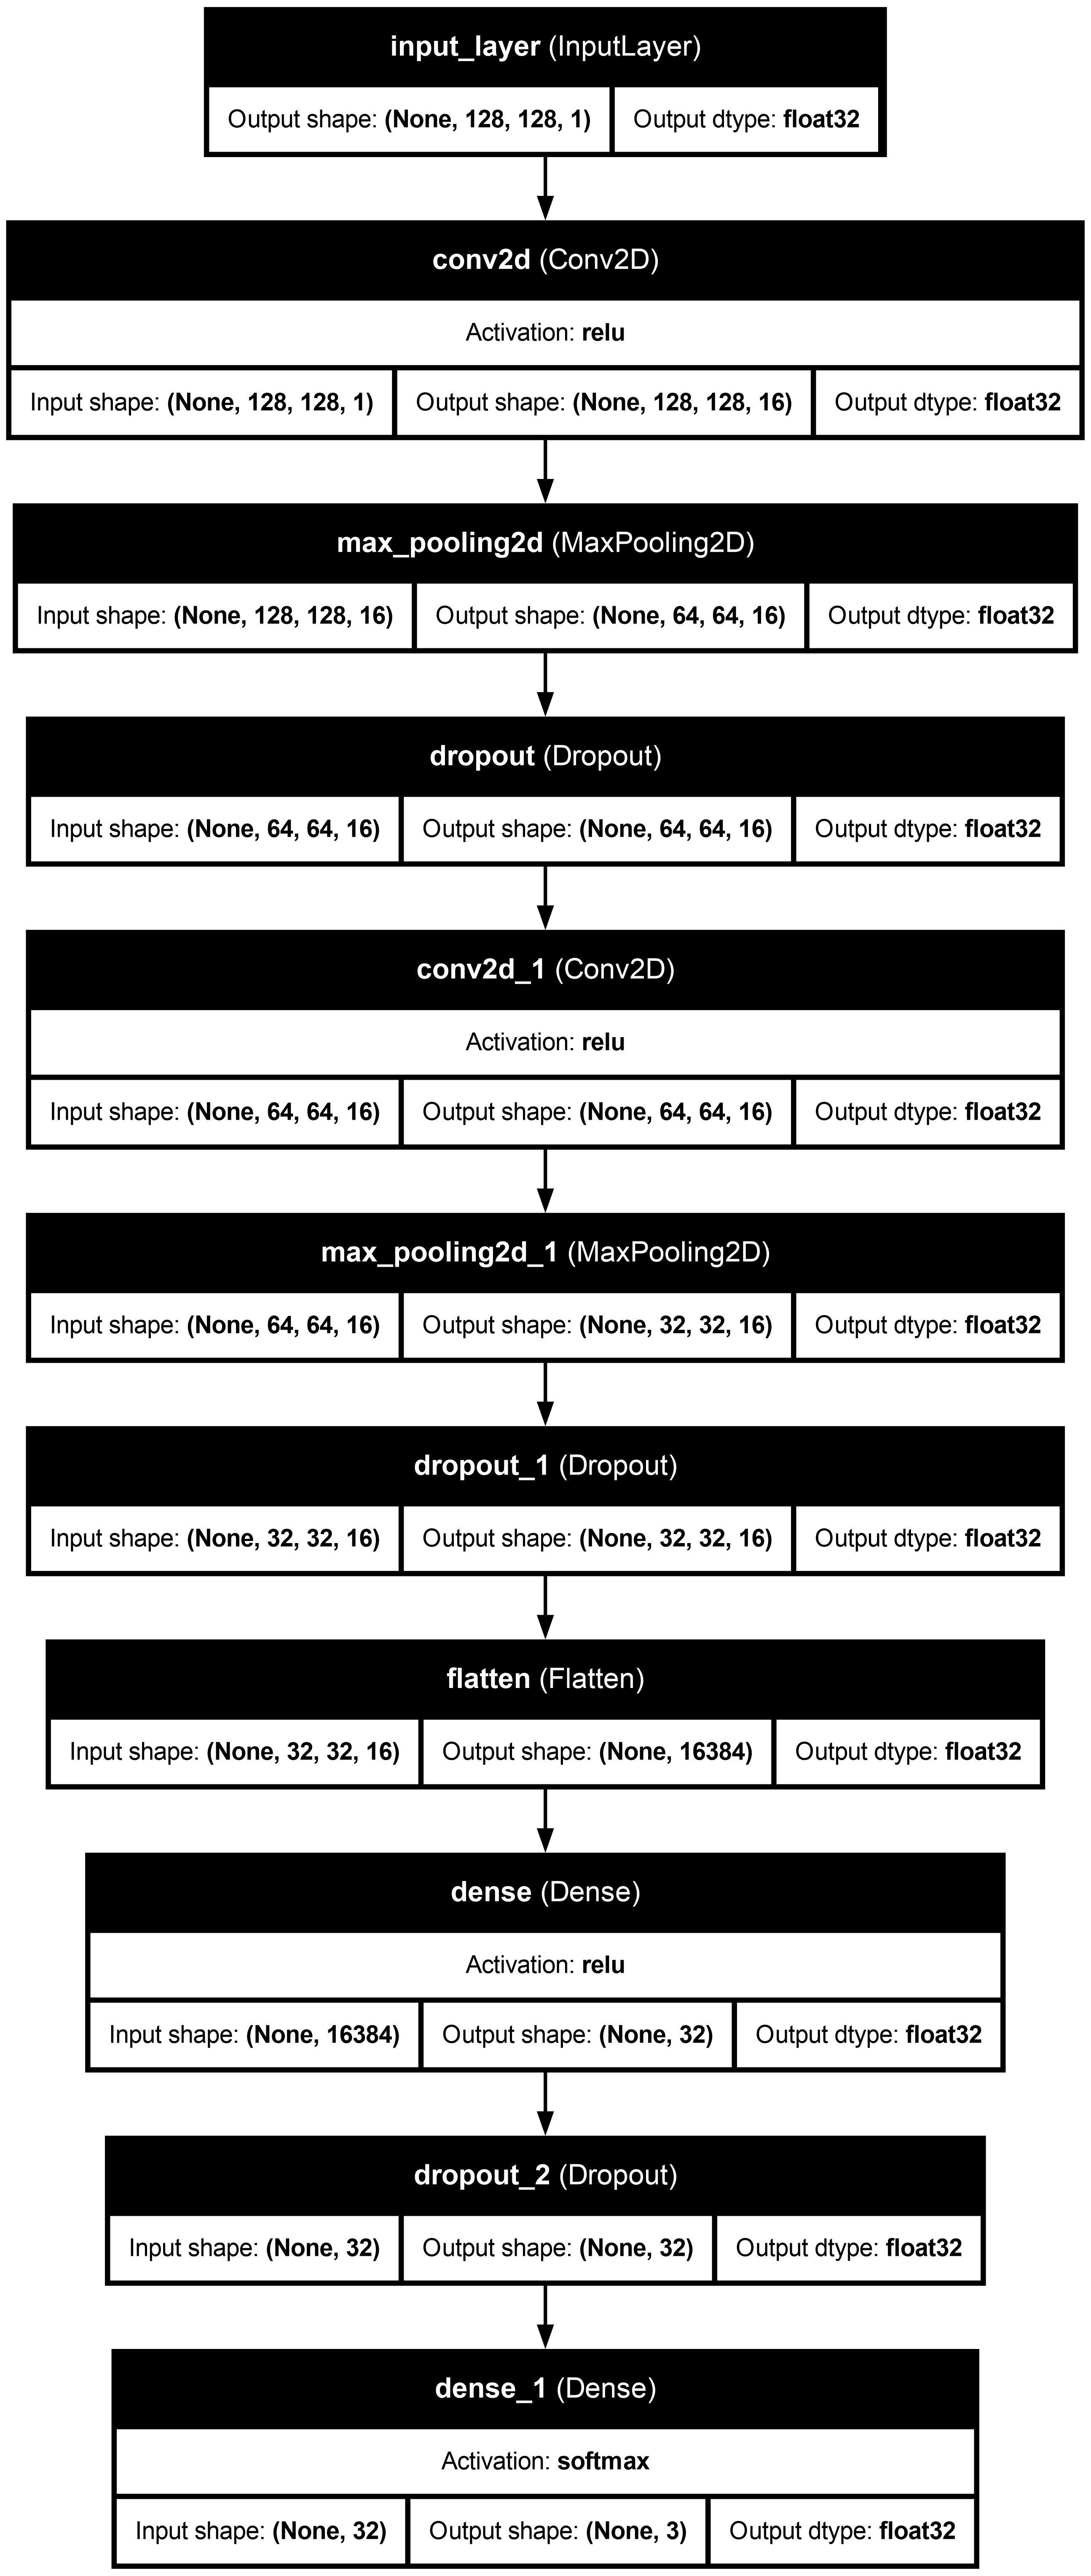 input_layer (InputLayer)
Output shape: (None, 128, 128, 1) Output dtype: float32
conv2d (Conv2D)
Activation: relu
Input shape: (None, 128, 128, 1) Output shape: (None, 128, 128, 16) Output dtype: float32
max_pooling2d (MaxPooling2D)
Input shape: (None, 128, 128, 16) Output shape: (None, 64, 64, 16) Output dtype: float32
dropout (Dropout)
Input shape: (None, 64, 64, 16) Output shape: (None, 64, 64, 16) Output dtype: float32
conv2d_1 (Conv2D)
Activation: relu
Input shape: (None, 64, 64, 16) Output shape: (None, 64, 64, 16) Output dtype: float32
max_pooling2d_1 (MaxPooling2D)
Input shape: (None, 64, 64, 16) Output shape: (None, 32, 32, 16) Output dtype: float32
dropout_1 (Dropout)
Input shape: (None, 32, 32, 16) Output shape: (None, 32, 32, 16) Output dtype: float32
flatten (Flatten)
Input shape: (None, 32, 32, 16) Output shape: (None, 16384) Output dtype: float32
dense (Dense)
Activation: relu
Input shape: (None, 16384) Output shape: (None, 32) Output dtype: float32
dropout_2 (Dropout)
Input shape: (None, 32) Output shape: (None, 32) Output dtype: float32
dense_1 (Dense)
Activation: softmax
Input shape: (None, 32) Output shape: (None, 3) Output dtype: float32